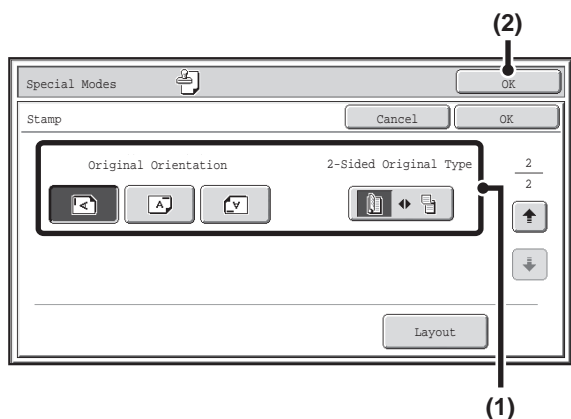 (2)
Special Modes OK
Stamp Cancel OK
Original Orientation 2-Sided Original Type 2
2
A A A
Layout
(1)